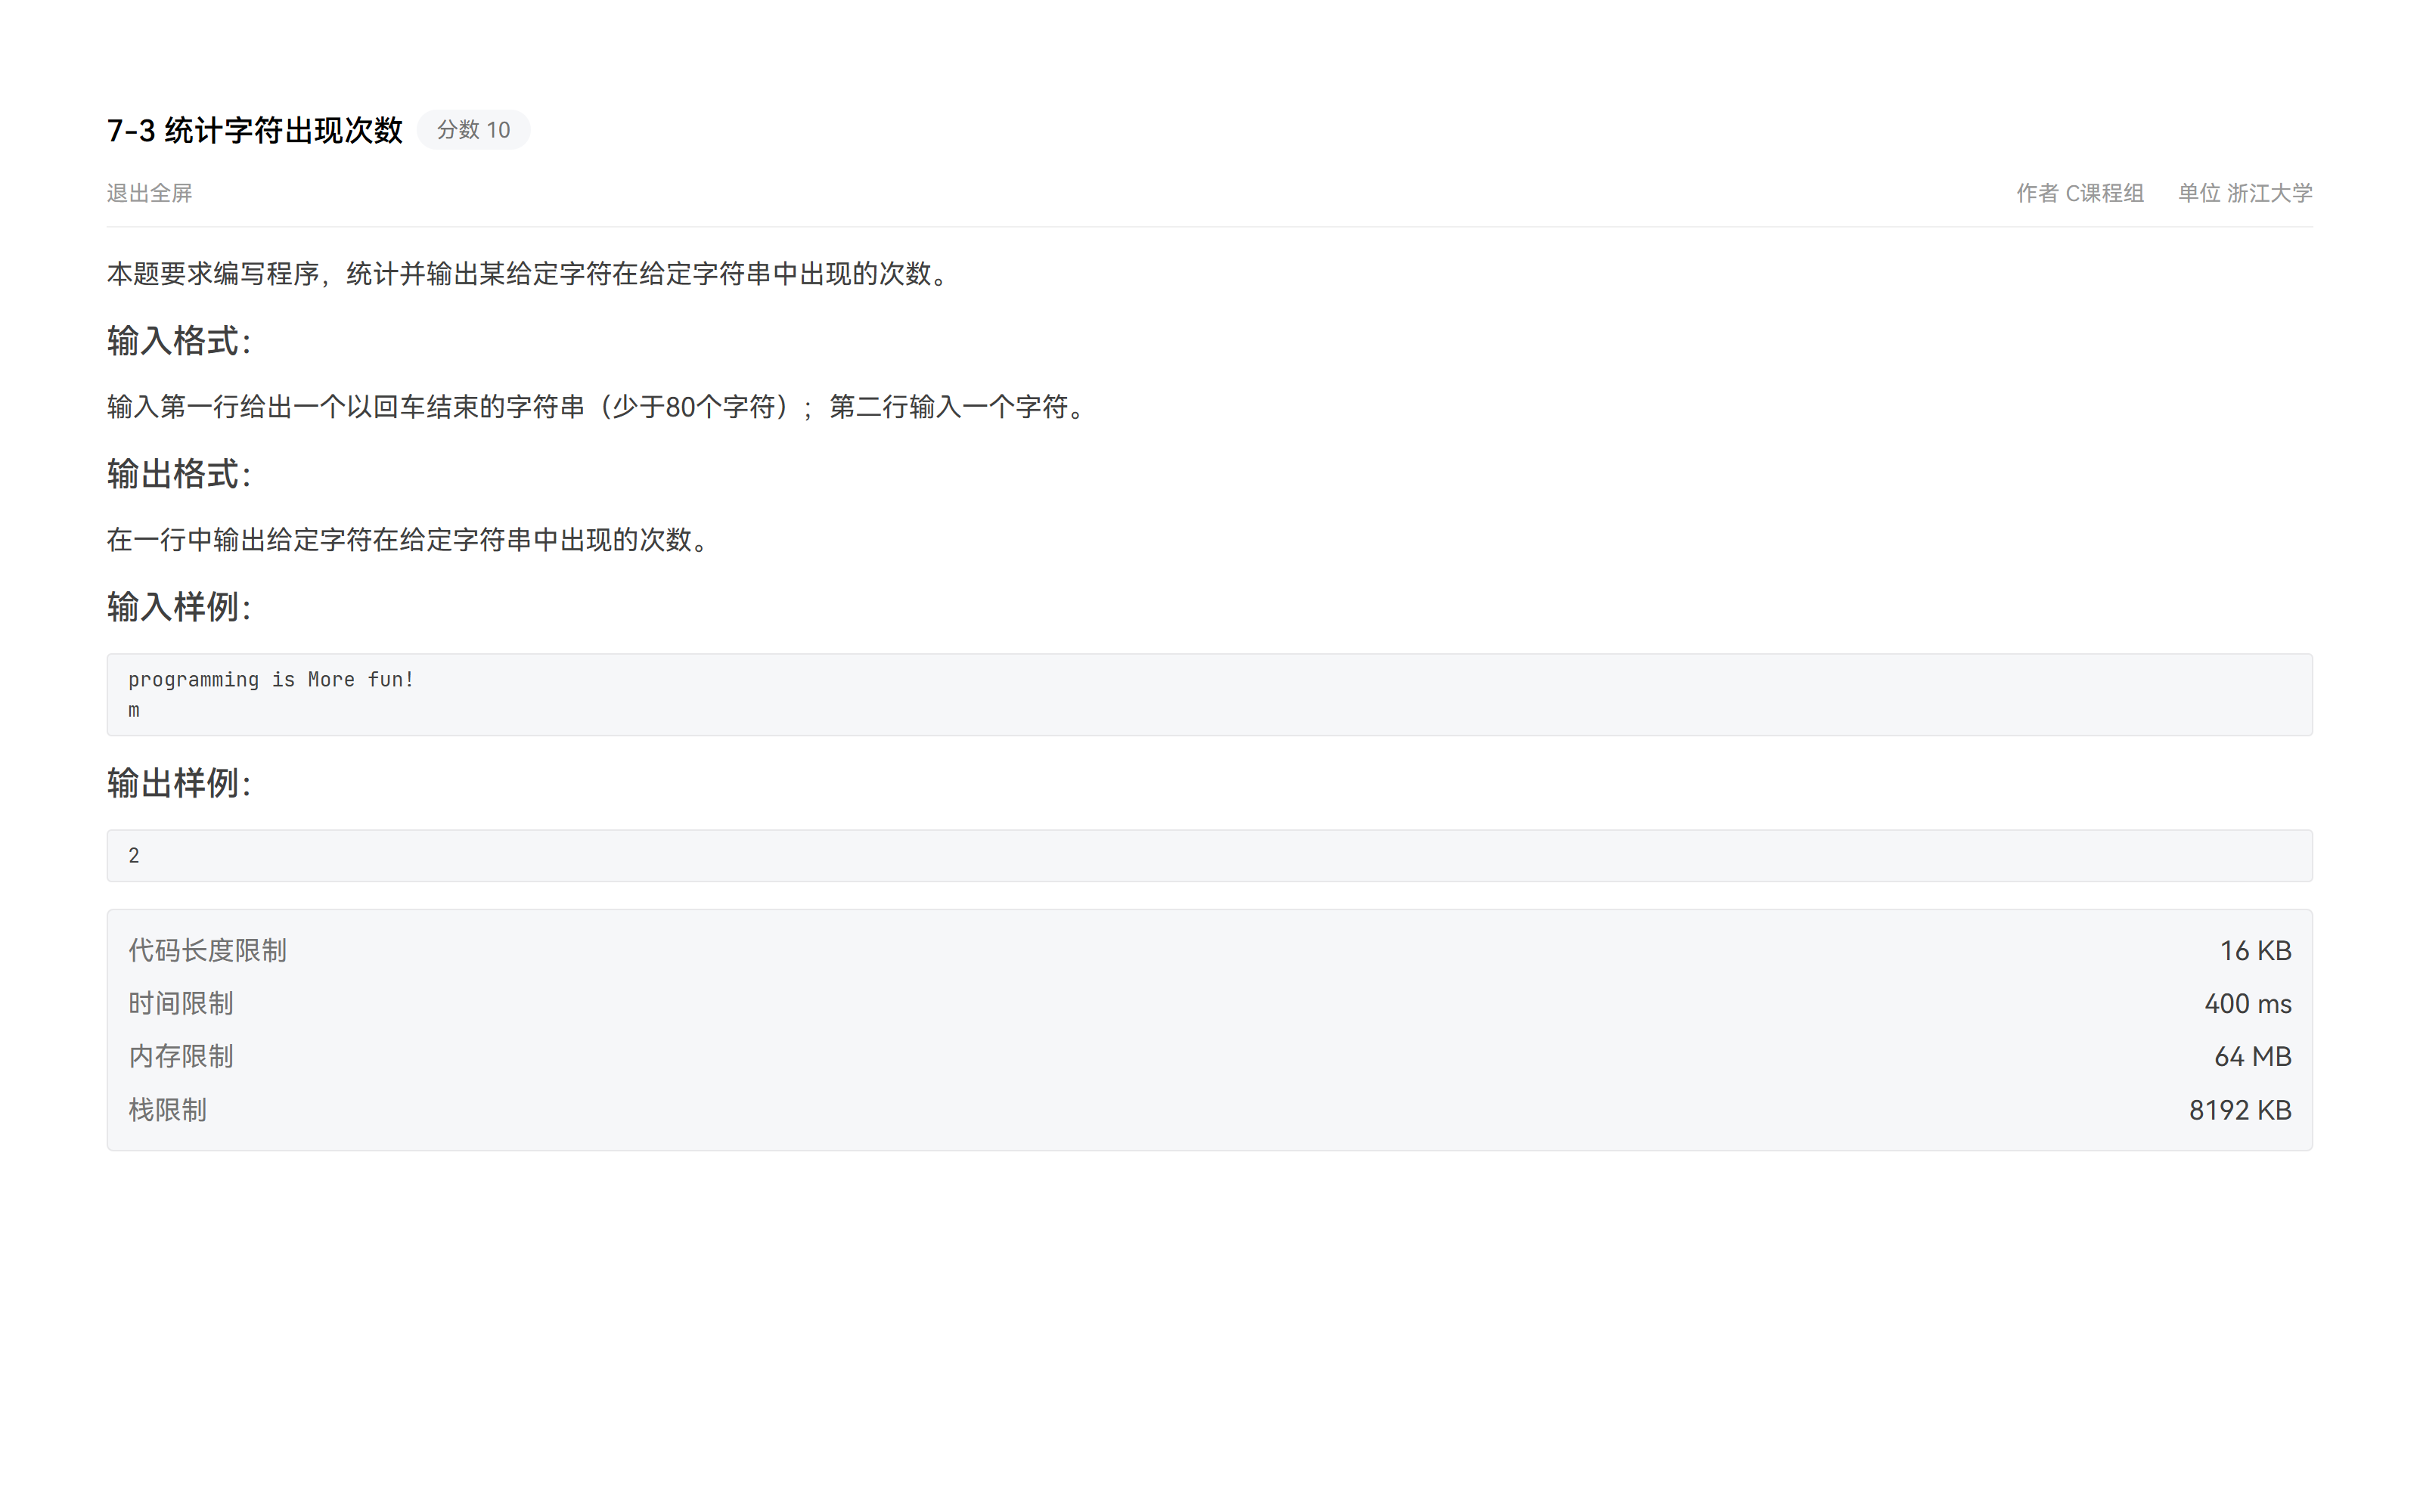 7-3 统计字符出现次数 分数 10
退出全屏 作者 C课程组 单位 浙江大学
本题要求编写程序，统计并输出某给定字符在给定字符串中出现的次数。
输入格式：
输入第一行给出一个以回车结束的字符串（少于80个字符）；第二行输入一个字符。
输出格式：
在一行中输出给定字符在给定字符串中出现的次数。
输入样例：
programming is More fun!
m
输出样例：
2
代码长度限制 16 KB
时间限制 400 ms
内存限制 64 MB
栈限制 8192 KB